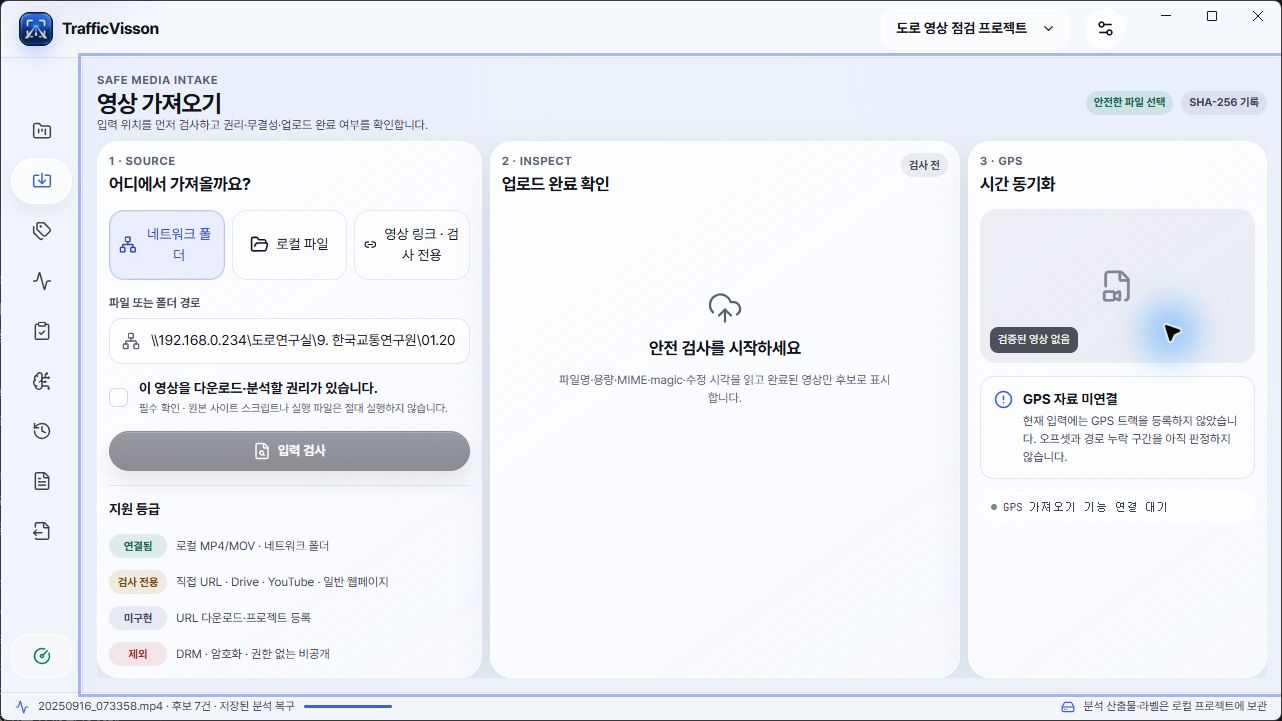 TrafficVisson
도로 영상 점검 프로젝트
SAFE MEDIA INTAKE
영상 가져오기
입력 위치를 먼저 검사하고 권리·무결성·업로드 완료 여부를 확인합니다.
안전한 파일 선택
SHA-256 기록
1 · SOURCE
어디에서 가져올까요?
네트워크 폴
더
로컬 파일
영상 링크 · 검
사 전용
파일 또는 폴더 경로
\\192.168.0.234\도로연구실\9. 한국교통연구원\01.20
이 영상을 다운로드·분석할 권리가 있습니다.
필수 확인 · 원본 사이트 스크립트나 실행 파일은 절대 실행하지 않습니다.
입력 검사
지원 등급
연결됨
로컬 MP4/MOV · 네트워크 폴더
검사 전용
직접 URL · Drive · YouTube · 일반 웹페이지
미구현
URL 다운로드·프로젝트 등록
제외
DRM · 암호화 · 권한 없는 비공개
2 · INSPECT
업로드 완료 확인
검사 전
안전 검사를 시작하세요
파일명·용량·MIME·magic·수정 시각을 읽고 완료된 영상만 후보로 표시
합니다.
3 · GPS
시간 동기화
검증된 영상 없음
GPS 자료 미연결
현재 입력에는 GPS 트랙을 등록하지 않았습니
다. 오프셋과 경로 누락 구간을 아직 판정하지
않습니다.
GPS 가져오기 기능 연결 대기
20250916_073358.mp4 · 후보 7건 · 저장된 분석 복구
분석 산출물·라벨은 로컬 프로젝트에 보관